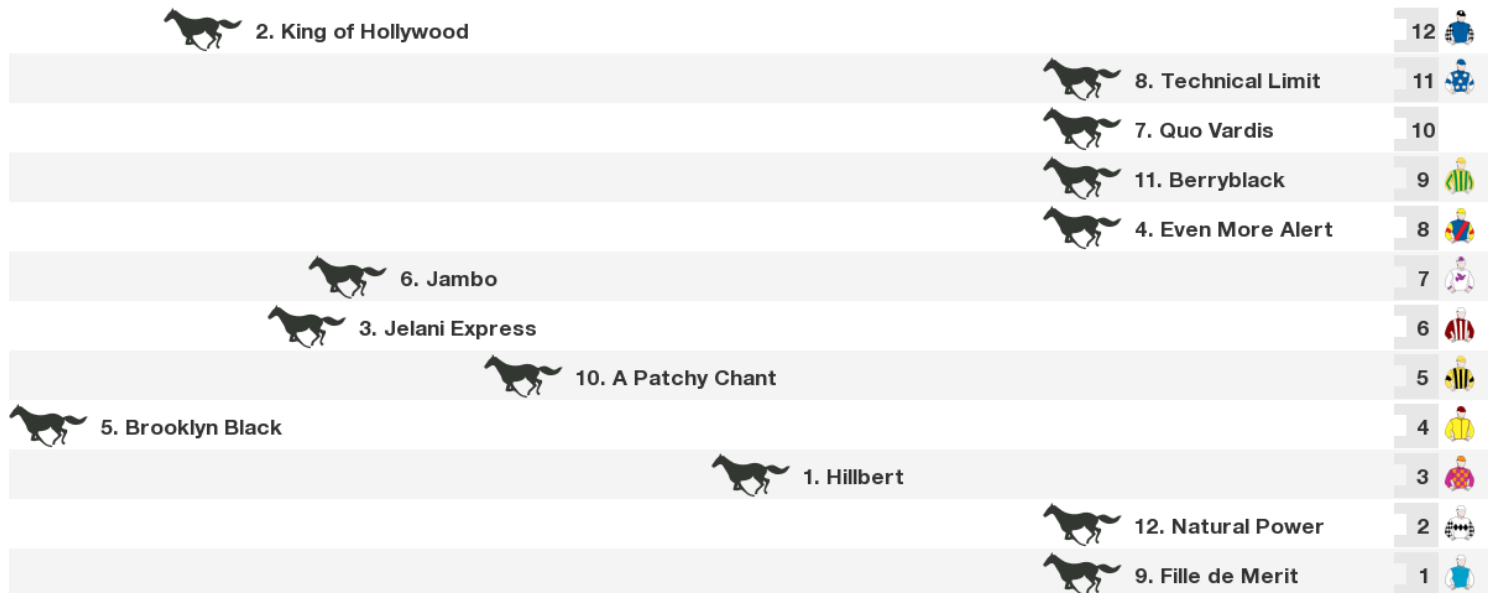 2. King of Hollywood 12
8. Technical Limit 11
7. Quo Vardis 10
11. Berryblack 9
4. Even More Alert 8
6. Jambo 7
3. Jelani Express 6
10. A Patchy Chant 5
5. Brooklyn Black 4
1. Hillbert 3
12. Natural Power 2
9. Fille de Merit 1